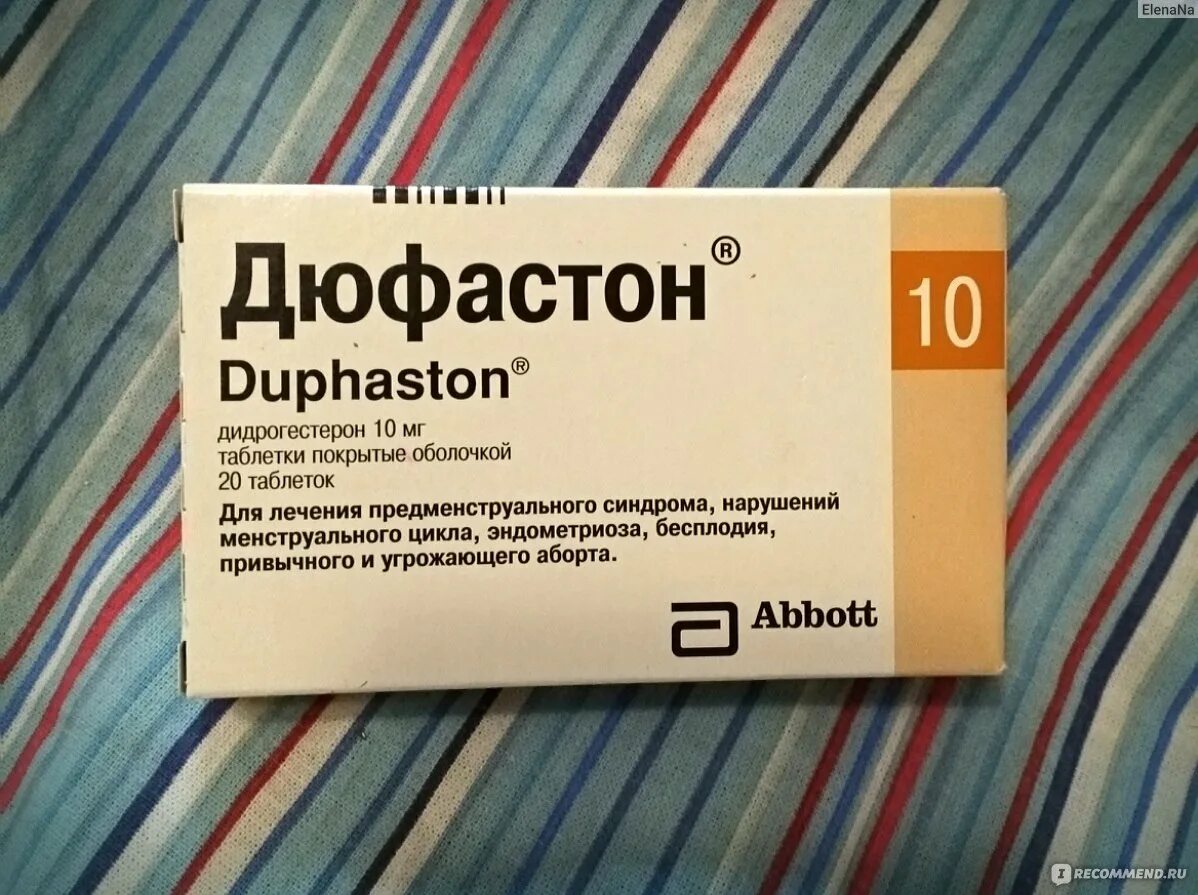 ElenaNa
Дюфастон®
10
Duphaston®
дидрогестерон 10 мг
таблетки покрытые оболочкой
20 таблеток
Для лечения предменструального синдрома, нарушений
менструального цикла, эндометриоза, бесплодия,
привычного и угрожающего аборта.
Abbott
IRECOMMEND.RU